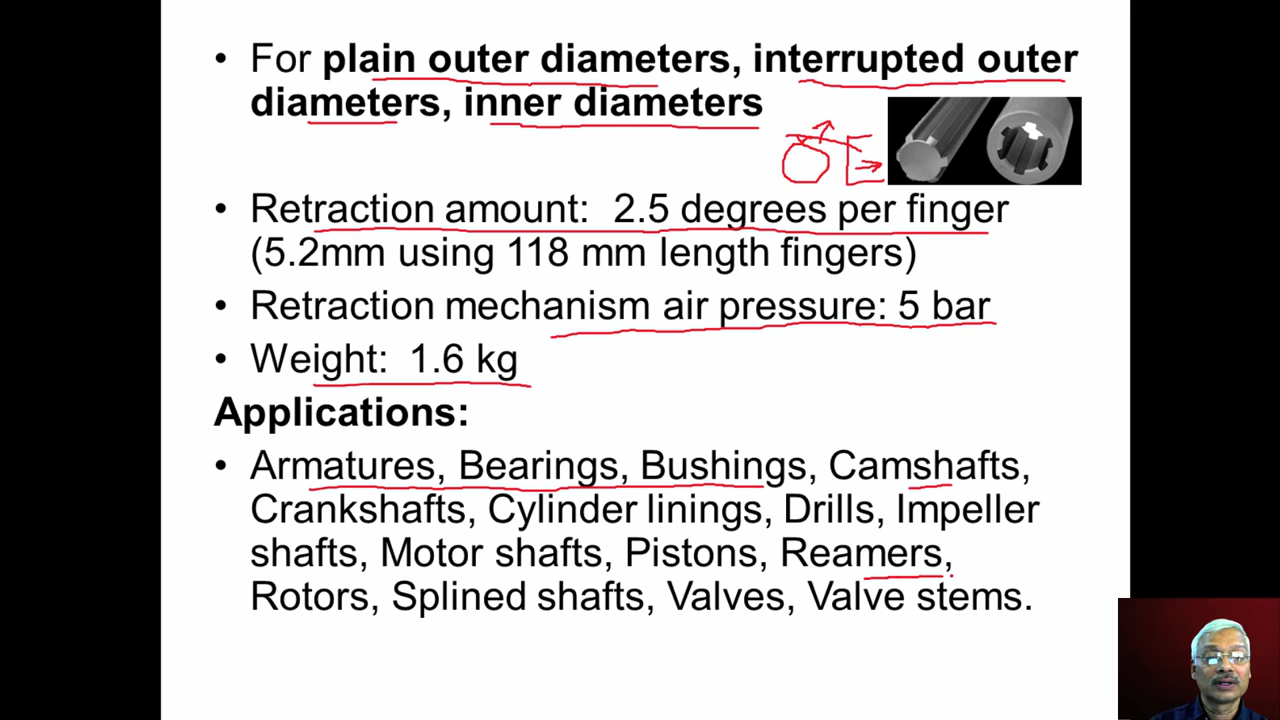 • For plain outer diameters, interrupted outer
diameters, inner diameters
• Retraction amount: 2.5 degrees per finger
(5.2mm using 118 mm length fingers)
• Retraction mechanism air pressure: 5 bar
• Weight: 1.6 kg
Applications:
• Armatures, Bearings, Bushings, Camshafts,
Crankshafts, Cylinder linings, Drills, Impeller
shafts, Motor shafts, Pistons, Reamers,
Rotors, Splined shafts, Valves, Valve stems.